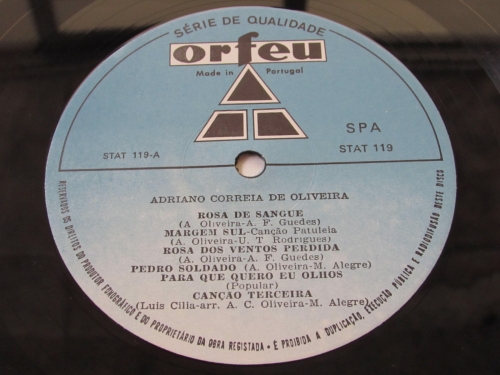 SÉRIE DE QUALIDADE
orfeu
Made in Portugal
SPA
STAT 119-A
STAT 119
ADRIANO CORREIA DE OLIVEIRA
ROSA DE SANGUE
(A. Oliveira-A. F. Guedes)
MARGEM SUL-Canção Patuleia
(A. Oliveira-U. T Rodrigues)
ROSA DOS VENTOS PERDIDA
(A. Oliveira-A. F. Guedes)
PEDRO SOLDADO (A. Oliveira-M. Alegre)
PARA QUE QUERO EU OLHOS
(Popular)
CANÇÃO TERCEIRA
(Luis Cilia-arr. A. C. Oliveira-M. Alegre)
RESERVADOS OS DIREITOS DO PRODUTOR FONOGRÁFICO E DO PROPRIETÁRIO DA OBRA REGISTADA • É PROIBIDA A DUPLICAÇÃO, EXECUÇÃO PÚBLICA E RADIODIFUSÃO DESTE DISCO